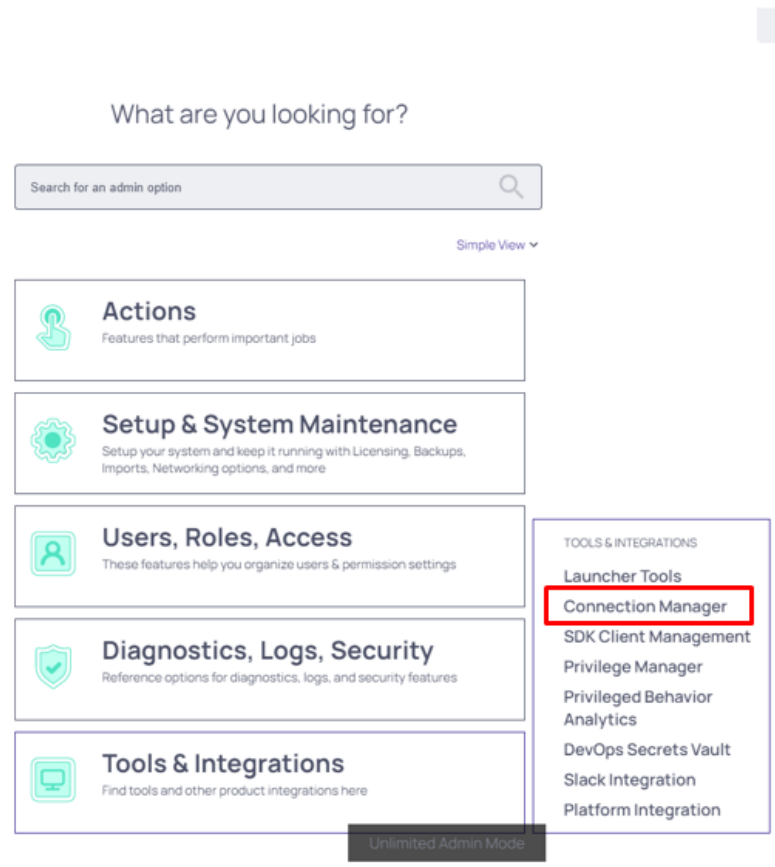 What are you looking for?
Search for an admin option
Simple View
Actions
Features that perform important jobs
Setup & System Maintenance
Setup your system and keep it running with Licensing, Backups,
Imports, Networking options, and more
Users, Roles, Access
These features help you organize users & permission settings
Diagnostics, Logs, Security
Reference options for diagnostics, logs, and security features
Tools & Integrations
Find tools and other product integrations here
TOOLS & INTEGRATIONS
Launcher Tools
Connection Manager
SDK Client Management
Privilege Manager
Privileged Behavior
Analytics
DevOps Secrets Vault
Slack Integration
Platform Integration
Unlimited Admin Mode